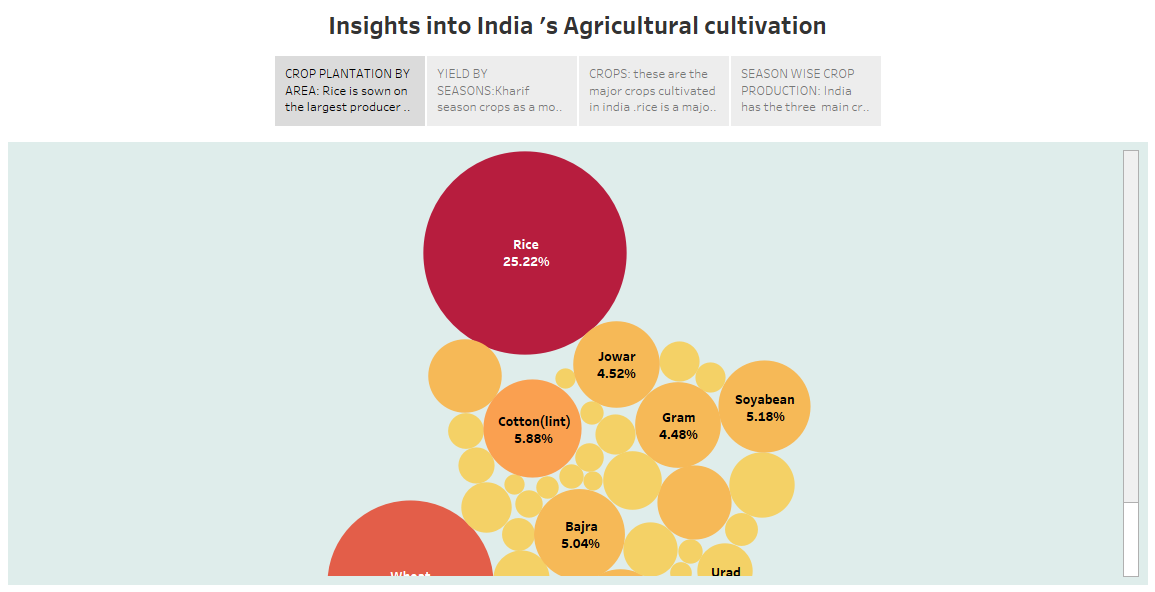 Insights into India ’s Agricultural cultivation
CROP PLANTATION BY
AREA: Rice is sown on
the largest producer ..
YIELD BY
SEASONS:Kharif
season crops as a mo..
CROPS: these are the
major crops cultivated
in india .rice is a majo..
SEASON WISE CROP
PRODUCTION: India
has the three main cr..
Rice
25.22%
Jowar
4.52%
Soyabean
5.18%
Gram
4.48%
Cotton(lint)
5.88%
Bajra
5.04%
Urad
Wheat